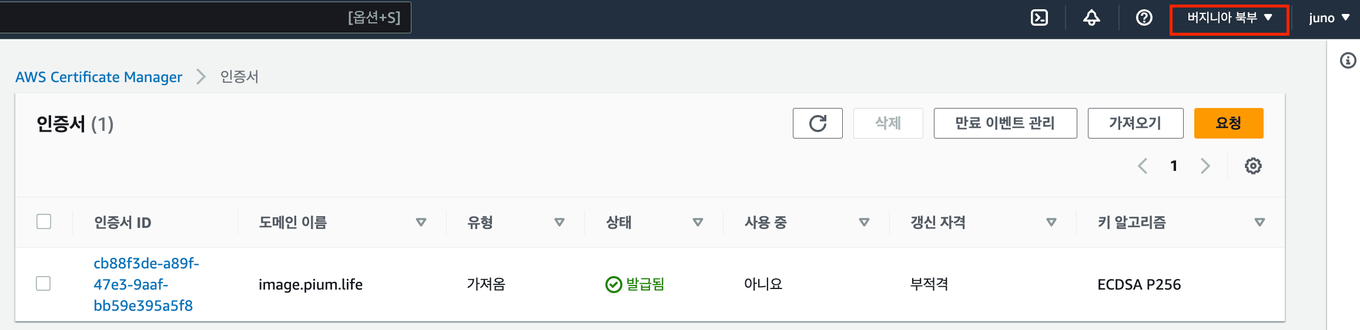 [옵션+S]
버지니아 북부 ▼
juno ▼
AWS Certificate Manager > 인증서
인증서 (1)
삭제
만료 이벤트 관리
가져오기
요청
1
인증서 ID
도메인 이름
유형
상태
사용 중
갱신 자격
키 알고리즘
cb88f3de-a89f-
47e3-9aaf-
bb59e395a5f8
image.pium.life
가져옴
발급됨
아니요
부적격
ECDSA P256